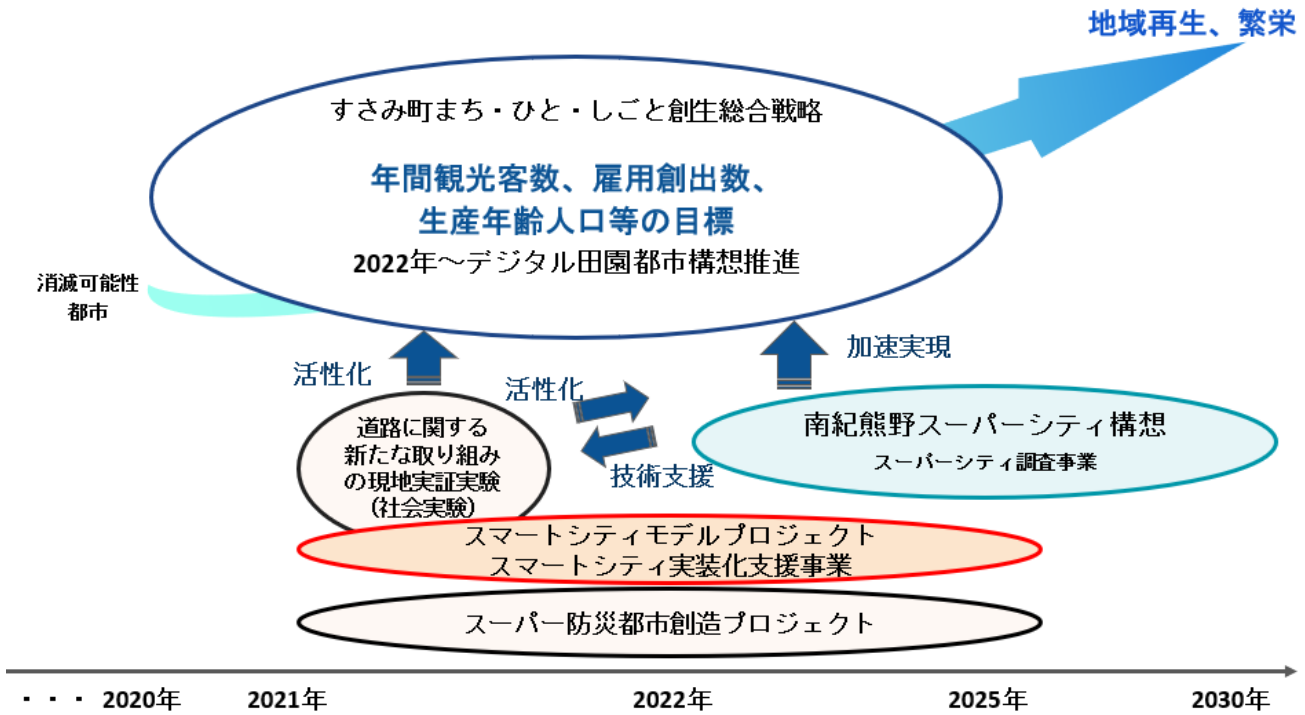 地域再生、繁栄
すさみ町まち・ひと・しごと創生総合戦略
年間観光客数、雇用創出数、
生産年齢人口等の目標
2022年～デジタル田園都市構想推進
消滅可能性
都市
活性化
加速実現
活性化
技術支援
道路に関する
新たな取り組み
の現地実証実験
(社会実験)
南紀熊野スーパーシティ構想
スーパーシティ調査事業
スマートシティモデルプロジェクト
スマートシティ実装化支援事業
スーパー防災都市創造プロジェクト
・・・ 2020年 2021年 2022年 2025年 2030年